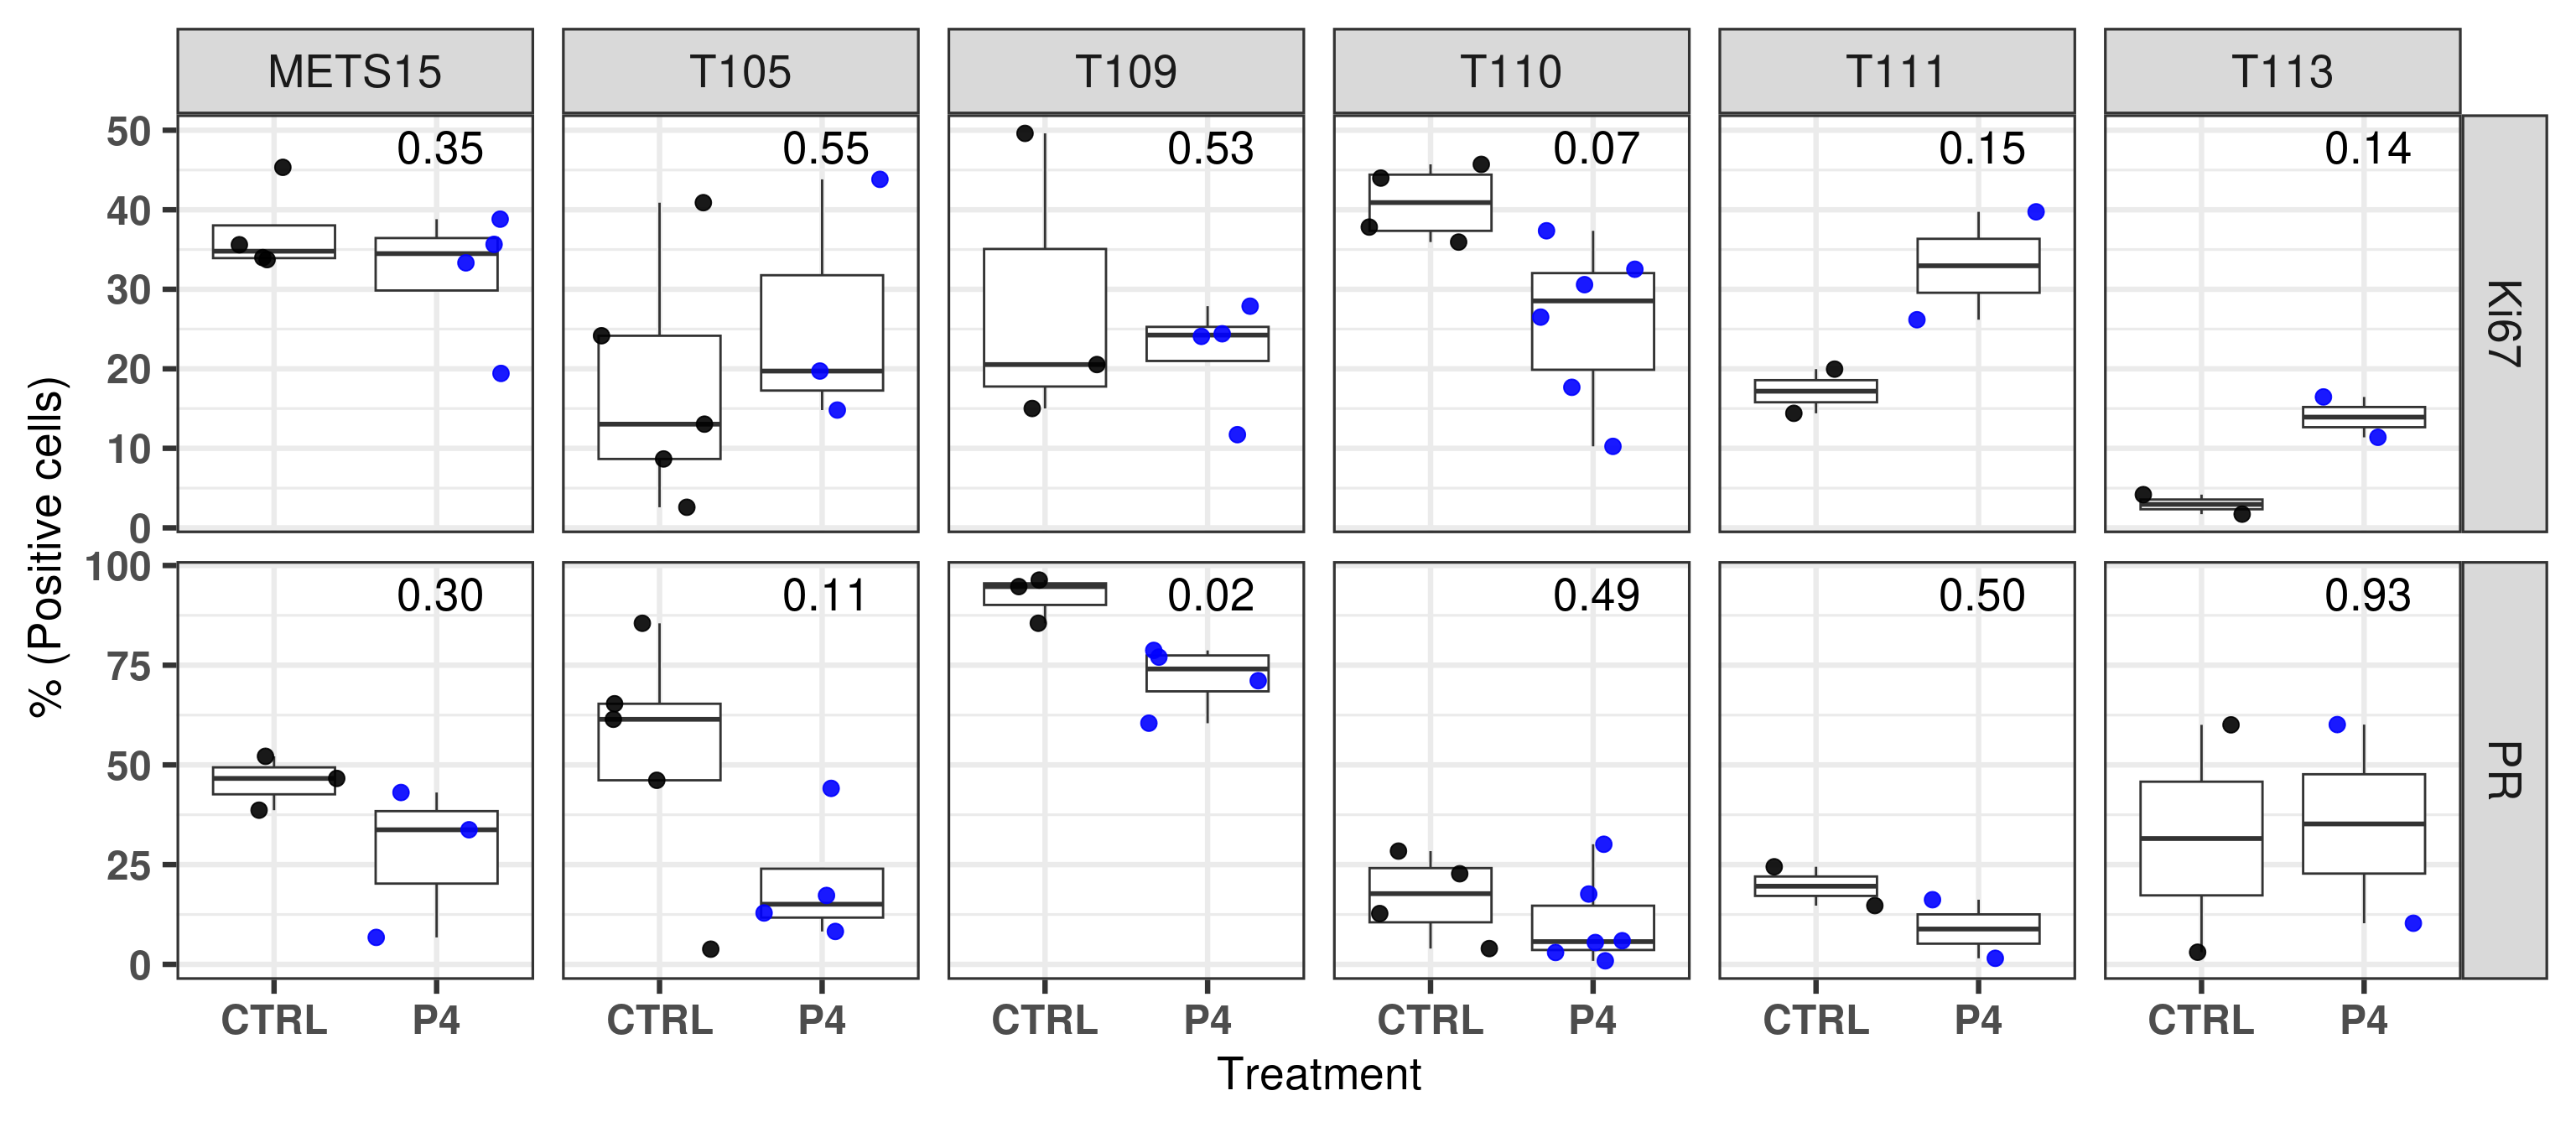 METS15 T105 T109 T110 T111 T113
50 0.35 0.55 0.53 0.07 0.15 0.14
40
30
20
10
0
Ki67
100
0.30 0.11 0.02 0.49 0.50 0.93
75
50
25
0
PR
% (Positive cells)
CTRL P4 CTRL P4 CTRL P4 CTRL P4 CTRL P4 CTRL P4
Treatment